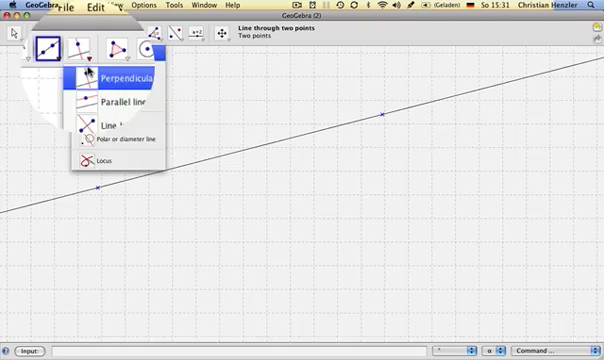 GeoGebra File Edit View Options Tools Window Help (Geladen) So 15:31 Christian Henzler
GeoGebra (2)
Line through two points
Two points
Perpendicula
Parallel line
Line
Polar or diameter line
Locus
Input:
° α Command ...